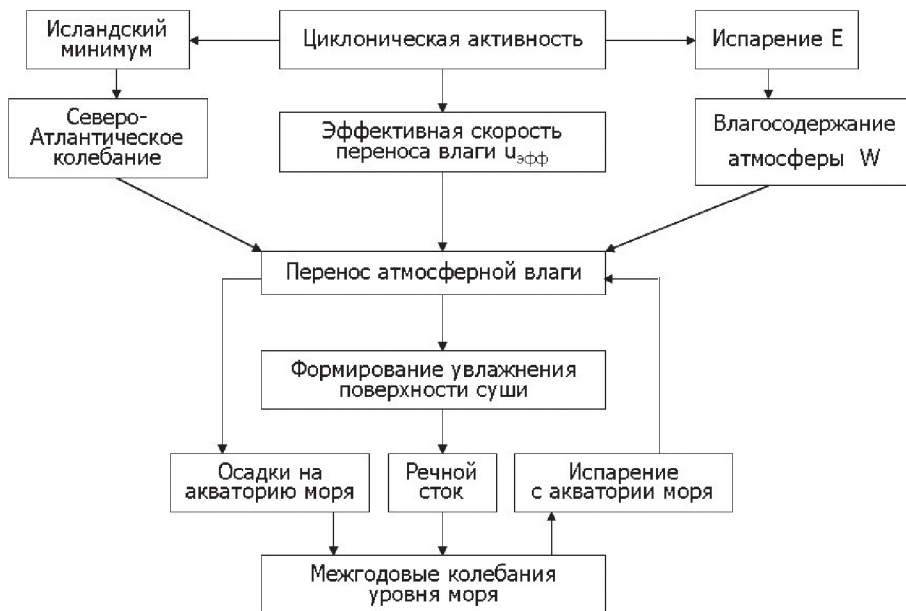 Исландский
минимум
Циклоническая активность
Испарение E
Северо-
Атлантическое
колебание
Эффективная скорость
переноса влаги uэфф
Влагосодержание
атмосферы W
Перенос атмосферной влаги
Формирование увлажнения
поверхности суши
Осадки на
акваторию моря
Речной
сток
Испарение
с акватории моря
Межгодовые колебания
уровня моря